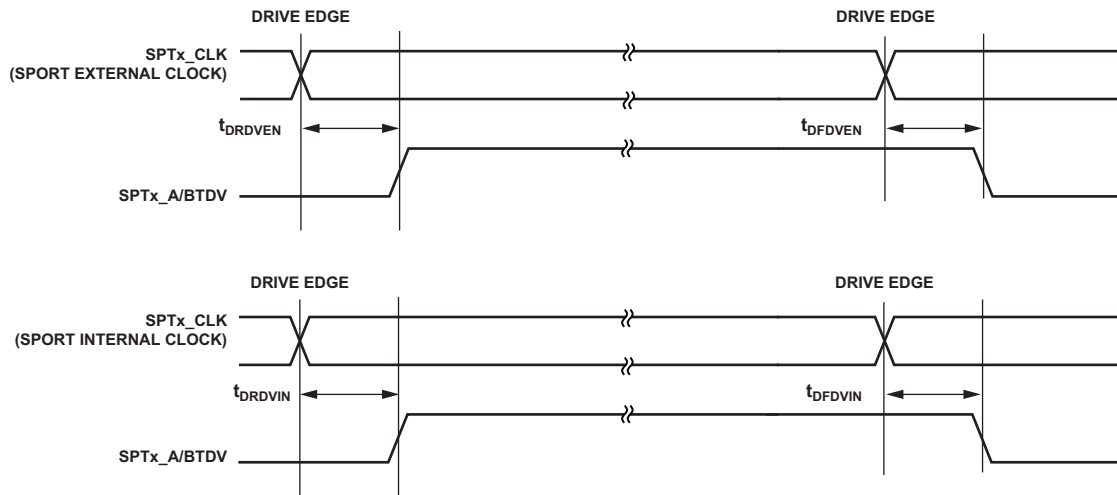 DRIVE EDGE DRIVE EDGE
SPTx_CLK
(SPORT EXTERNAL CLOCK)
tDRDVEN tDFDVEN
SPTx_A/BTDV
DRIVE EDGE DRIVE EDGE
SPTx_CLK
(SPORT INTERNAL CLOCK)
tDRDVIN tDFDVIN
SPTx_A/BTDV